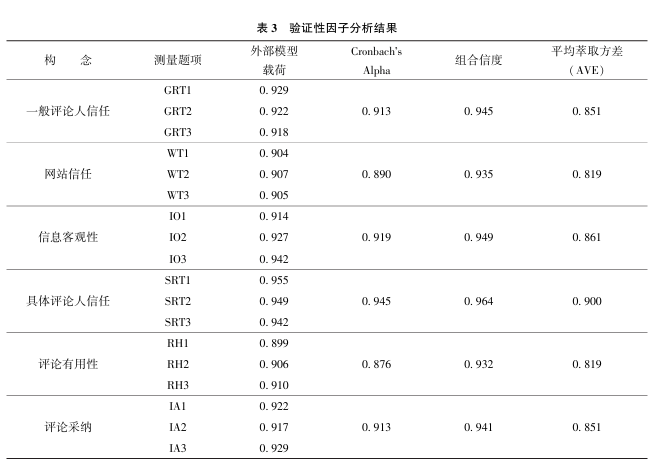 表 3 验证性因子分析结果
构 念 测量题项 外部模型载荷 Cronbach's Alpha 组合信度 平均萃取方差(AVE)
GRT1 0.929
一般评论人信任 GRT2 0.922 0.913 0.945 0.851
GRT3 0.918
WT1 0.904
网站信任 WT2 0.907 0.890 0.935 0.819
WT3 0.905
IO1 0.914
信息客观性 IO2 0.927 0.919 0.949 0.861
IO3 0.942
SRT1 0.955
具体评论人信任 SRT2 0.949 0.945 0.964 0.900
SRT3 0.942
RH1 0.899
评论有用性 RH2 0.906 0.876 0.932 0.819
RH3 0.910
IA1 0.922
评论采纳 IA2 0.917 0.913 0.941 0.851
IA3 0.929